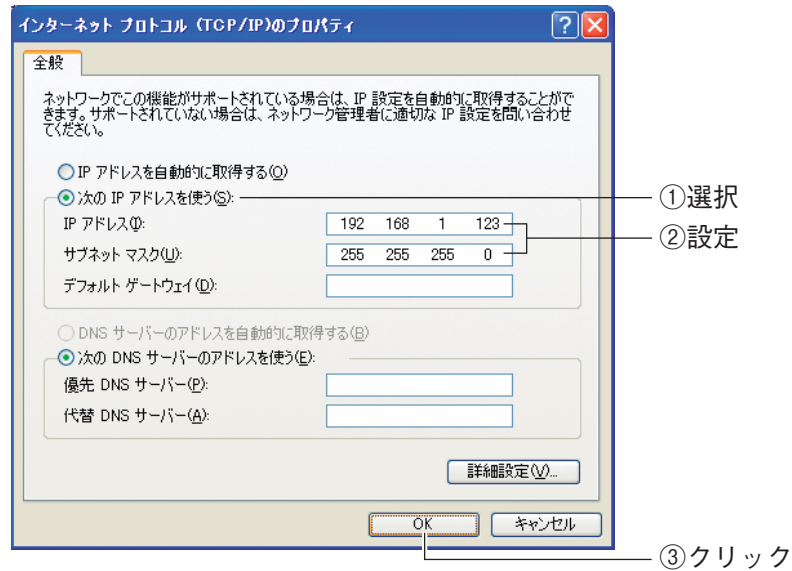 インターネット プロトコル (TCP/IP)のプロパティ
全般
ネットワークでこの機能がサポートされている場合は、IP 設定を自動的に取得することがで
きます。サポートされていない場合は、ネットワーク管理者に適切な IP 設定を問い合わせ
てください。
IP アドレスを自動的に取得する(O)
次の IP アドレスを使う(S):
①選択
IP アドレス(I):
192 168 1 123
②設定
サブネット マスク(U):
255 255 255 0
デフォルト ゲートウェイ(D):
DNS サーバーのアドレスを自動的に取得する(B)
次の DNS サーバーのアドレスを使う(E):
優先 DNS サーバー(P):
代替 DNS サーバー(A):
詳細設定(V)...
OK
キャンセル
③クリック